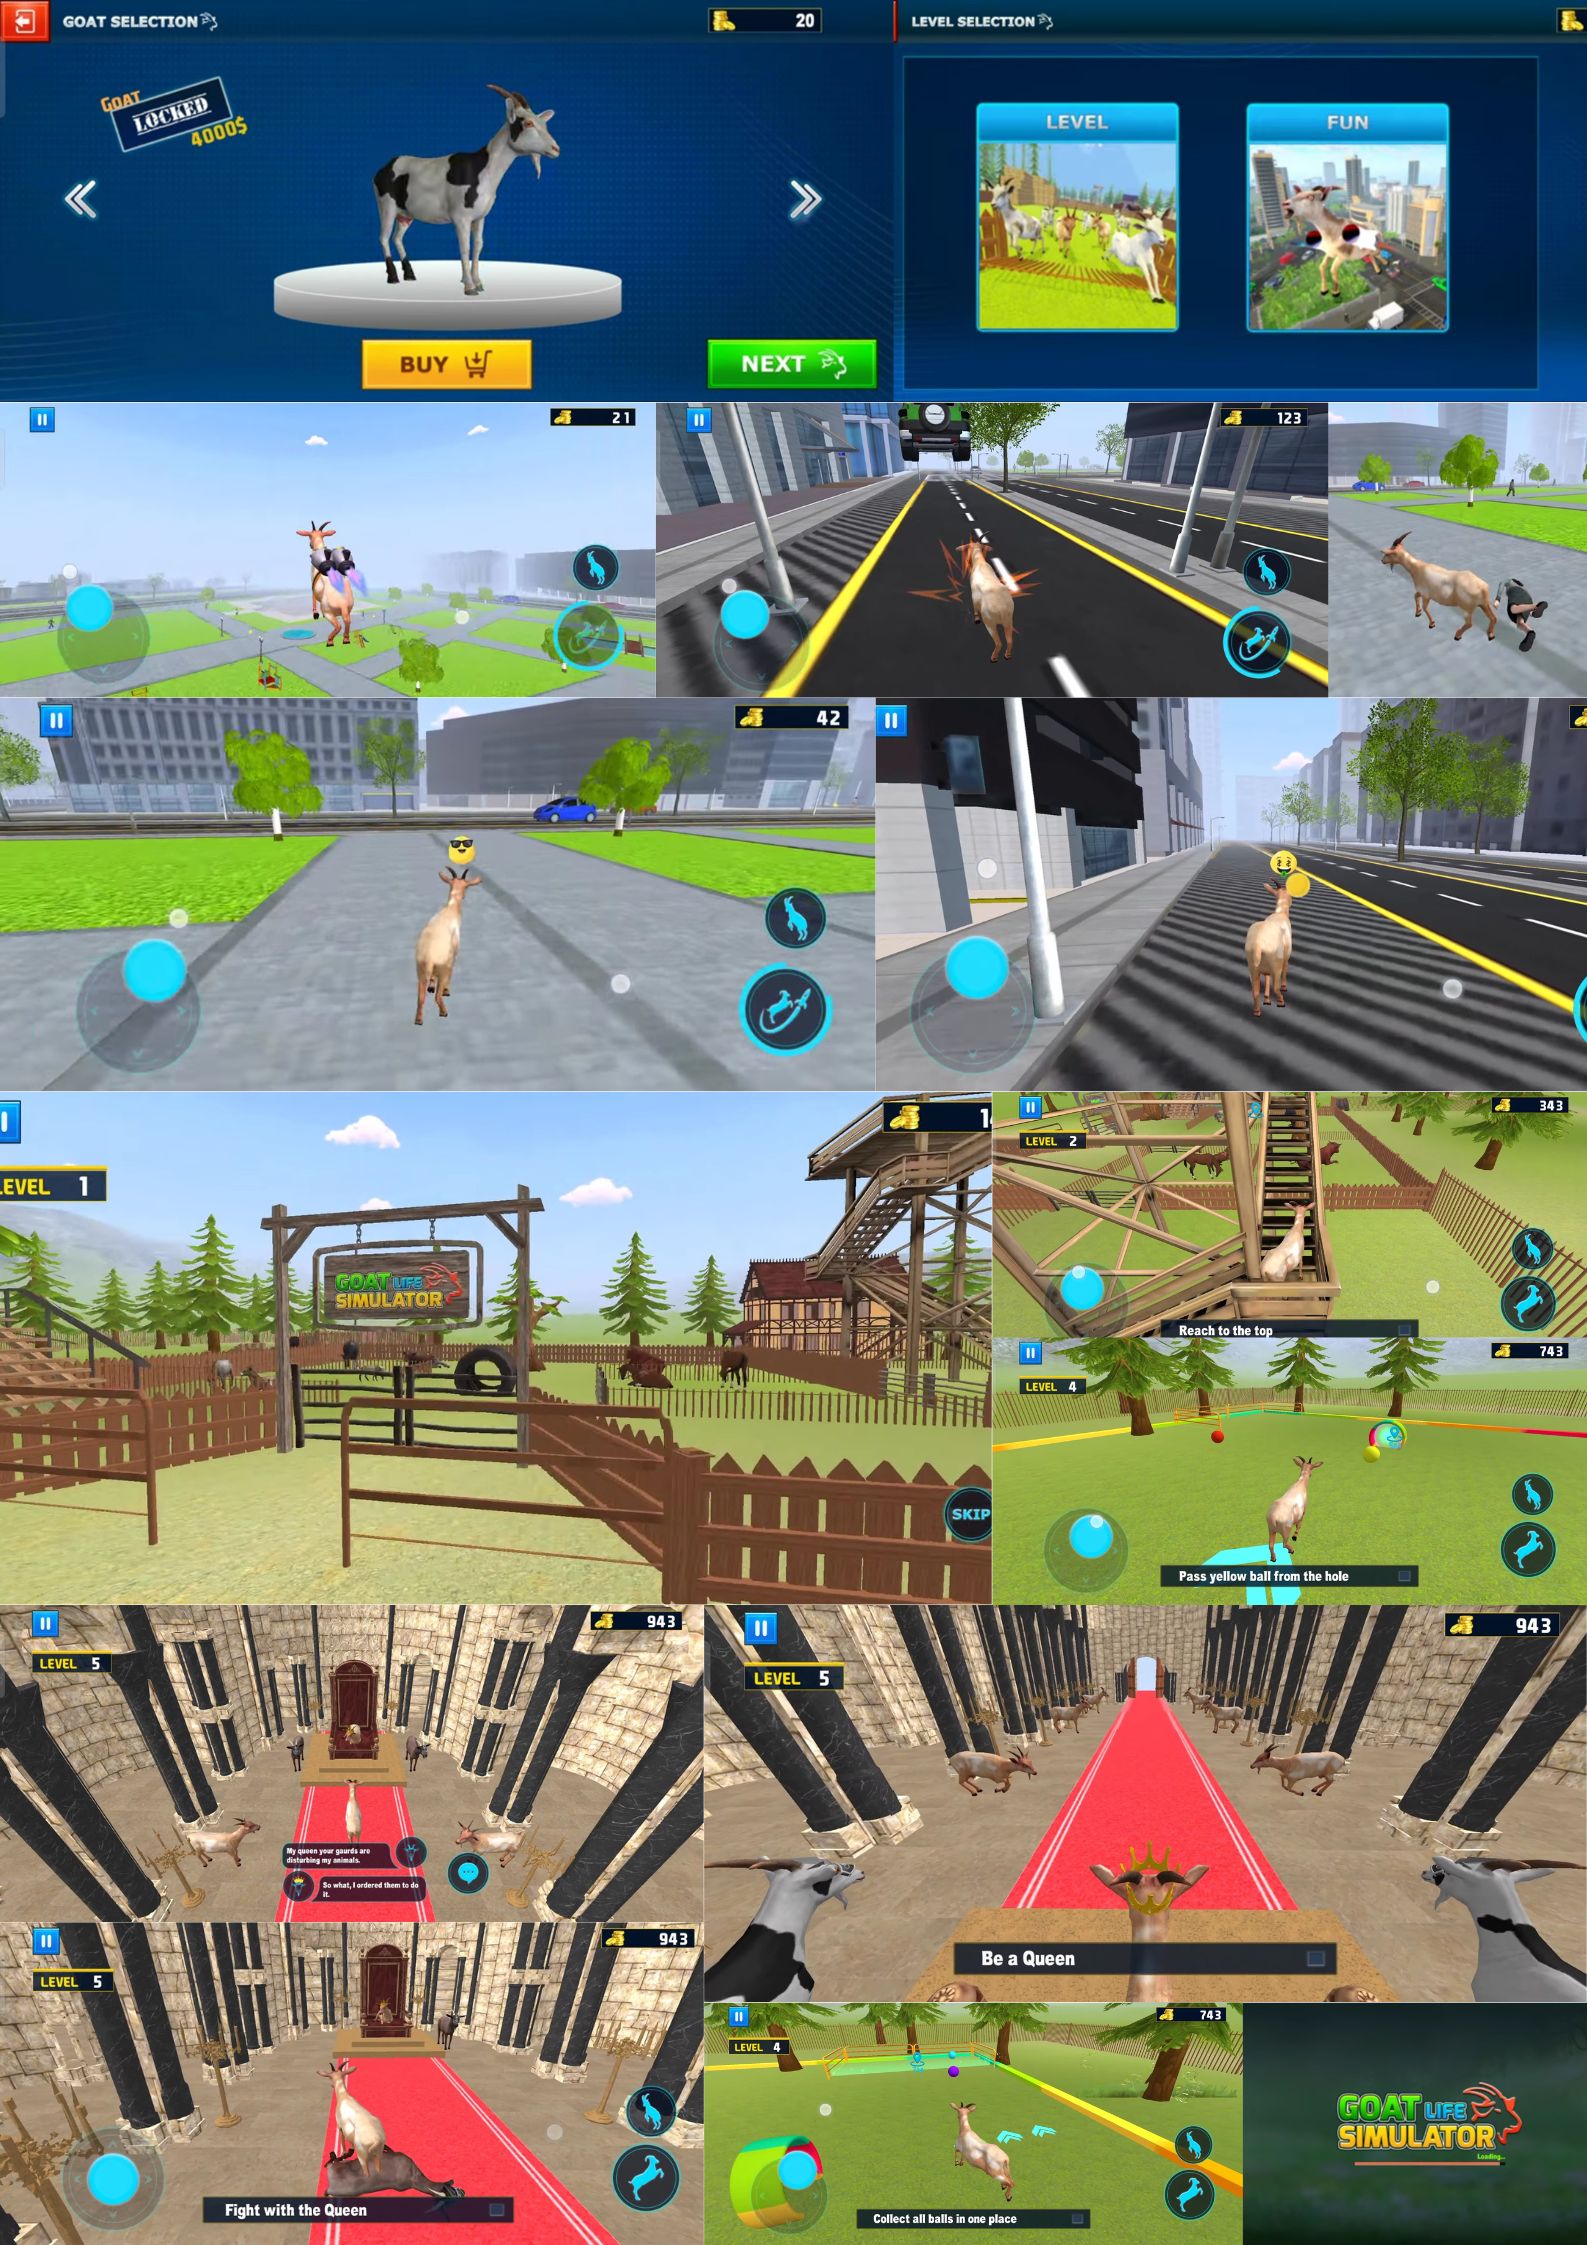 GOAT SELECTION
20
LEVEL SELECTION
GOAT
LOCKED
4000$
LEVEL
FUN
BUY
NEXT
21
123
42
LEVEL 1
GOAT LIFE
SIMULATOR
SKIP
343
LEVEL 2
Reach to the top
743
LEVEL 4
Pass yellow ball from the hole
943
LEVEL 5
My queen your gaurds are
disturbing my animals.
So what, I ordered them to do
it.
943
LEVEL 5
Be a Queen
943
LEVEL 5
Fight with the Queen
743
LEVEL 4
Collect all balls in one place
GOAT LIFE
SIMULATOR
Loading...